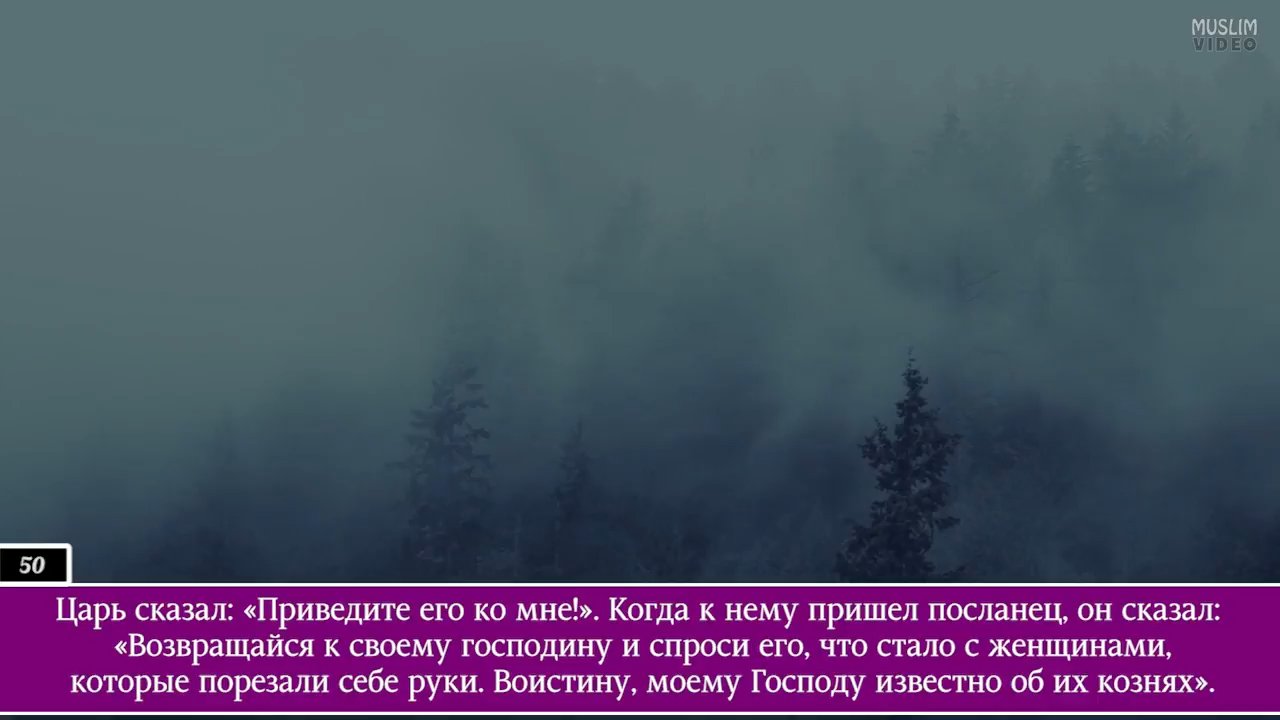 MUSLIM
VIDEO
50
Царь сказал: «Приведите его ко мне!». Когда к нему пришел посланец, он сказал:
«Возвращайся к своему господину и спроси его, что стало с женщинами,
которые порезали себе руки. Воистину, моему Господу известно об их кознях».